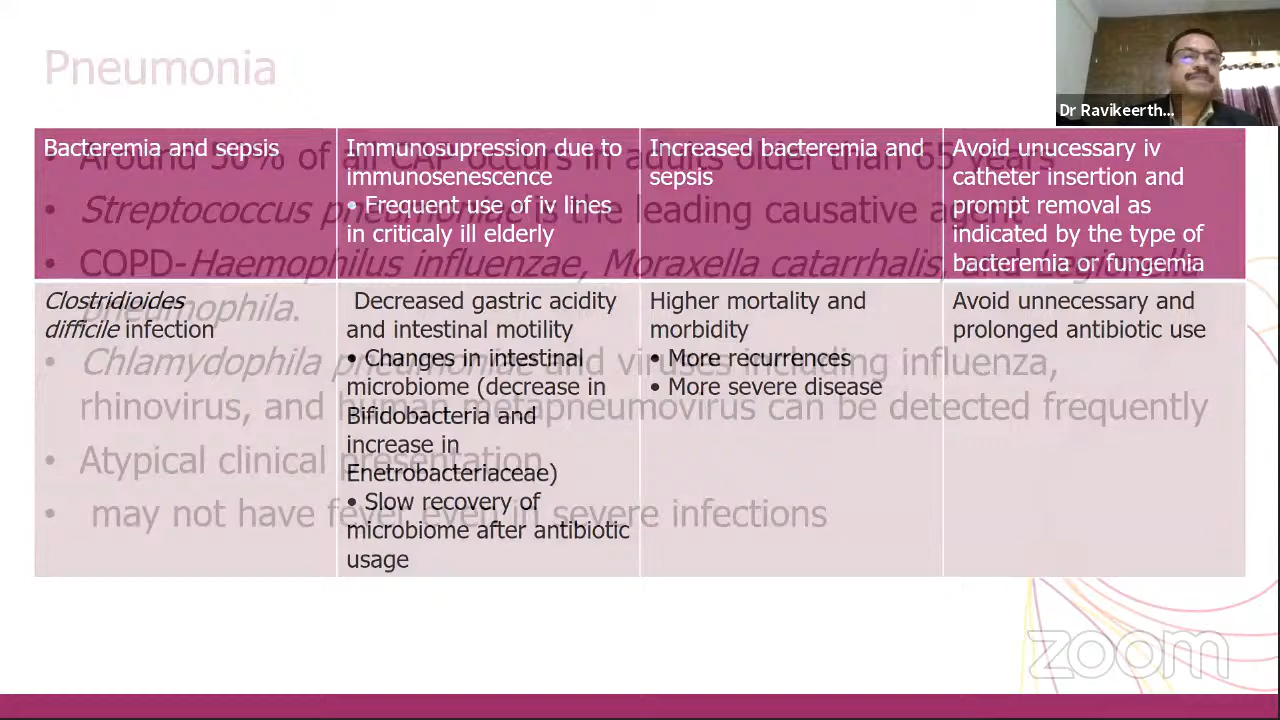 Pneumonia
Dr Ravikeerth...
Bacteremia and sepsis
Immunosupression due to
immunosenescence
• Frequent use of iv lines
in criticaly ill elderly
Increased bacteremia and
sepsis
Avoid unucessary iv
catheter insertion and
prompt removal as
indicated by the type of
bacteremia or fungemia
Clostridioides
difficile infection
Decreased gastric acidity
and intestinal motility
• Changes in intestinal
microbiome (decrease in
Bifidobacteria and
increase in
Enetrobacteriaceae)
• Slow recovery of
microbiome after antibiotic
usage
Higher mortality and
morbidity
• More recurrences
• More severe disease
Avoid unnecessary and
prolonged antibiotic use
• Around 50% of all CAP occurs in adults older than 65 years
• Streptococcus pneumoniae is the leading causative agent
• COPD-Haemophilus influenzae, Moraxella catarrhalis, and Legionella
pneumophila.
• Chlamydophila pneumoniae and viruses including influenza,
rhinovirus, and human metapneumovirus can be detected frequently
• Atypical clinical presentation
• may not have fever even in severe infections
zoom